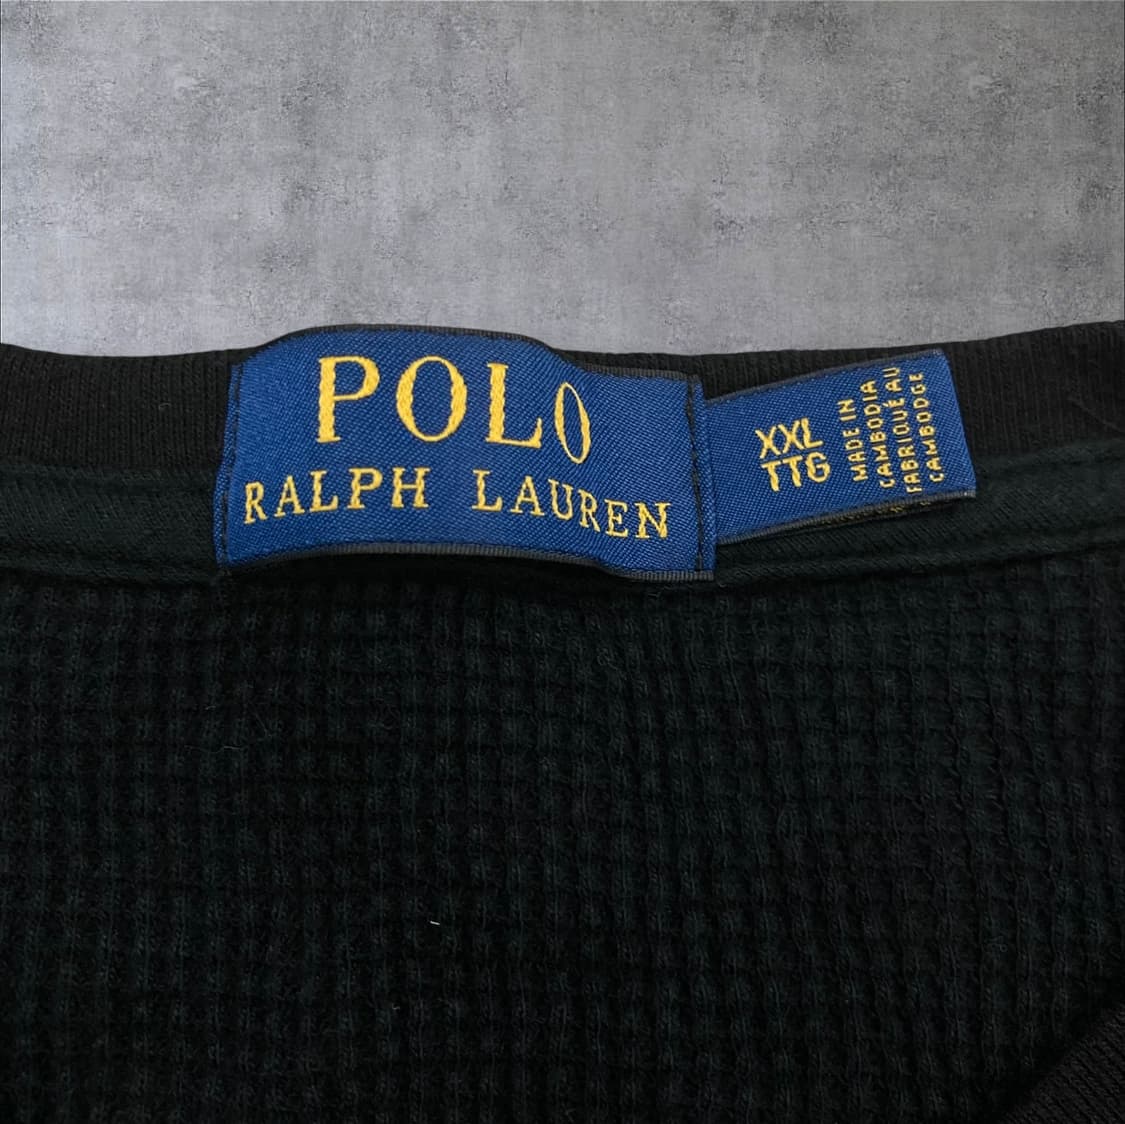 POLO
RALPH LAUREN
XXL
TTG
MADE IN
CAMBODIA
FABRIQUÉ AU
CAMBODGE